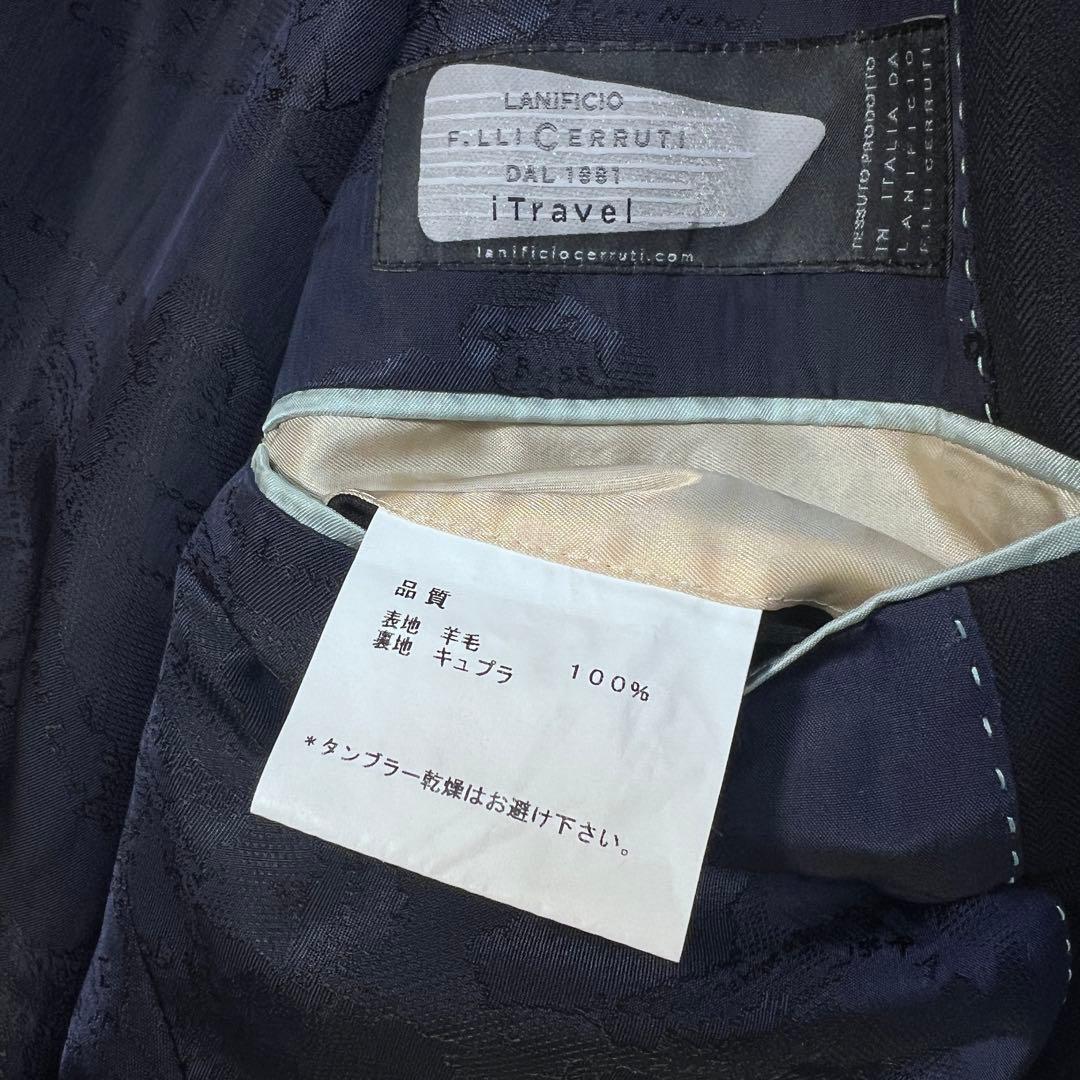 LANIFICIO
F.LLI CERRUTI
DAL 1881
iTravel
lanificiocerruti.com
TESSUTO PRODOTTO
IN ITALIA DA
LANIFICIO
F.LLI CERRUTI
品質
表地 羊毛
裏地 キュプラ 100%
*タンブラー乾燥はお避け下さい。